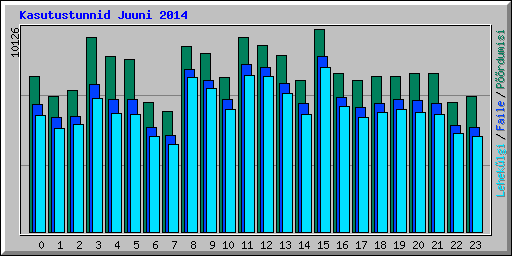 Kasutustunnid Juuni 2014
10126
Lehekülgi / Faile / Pöördumisi
0 1 2 3 4 5 6 7 8 9 10 11 12 13 14 15 16 17 18 19 20 21 22 23